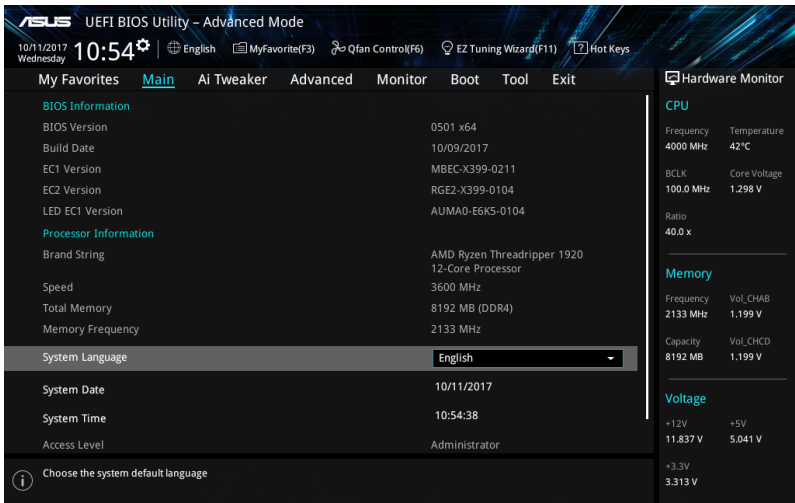 ASUS UEFI BIOS Utility – Advanced Mode
10/11/2017
Wednesday
10:54
English
MyFavorite(F3)
Qfan Control(F6)
EZ Tuning Wizard(F11)
? Hot Keys
My Favorites Main Ai Tweaker Advanced Monitor Boot Tool Exit
BIOS Information
BIOS Version 0501 x64
Build Date 10/09/2017
EC1 Version MBEC-X399-0211
EC2 Version RGE2-X399-0104
LED EC1 Version AUMA0-E6K5-0104
Processor Information
Brand String AMD Ryzen Threadripper 1920
12-Core Processor
Speed 3600 MHz
Total Memory 8192 MB (DDR4)
Memory Frequency 2133 MHz
System Language English
System Date 10/11/2017
System Time 10:54:38
Access Level Administrator
i Choose the system default language
Hardware Monitor
CPU
Frequency Temperature
4000 MHz 42°C
BCLK Core Voltage
100.0 MHz 1.298 V
Ratio
40.0 x
Memory
Frequency Vol_CHAB
2133 MHz 1.199 V
Capacity Vol_CHCD
8192 MB 1.199 V
Voltage
+12V +5V
11.837 V 5.041 V
+3.3V
3.313 V